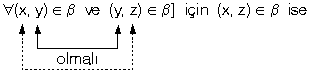 ∀(x, y) ∈ β ve (y, z) ∈ β] için (x, z) ∈ β ise
olmalı